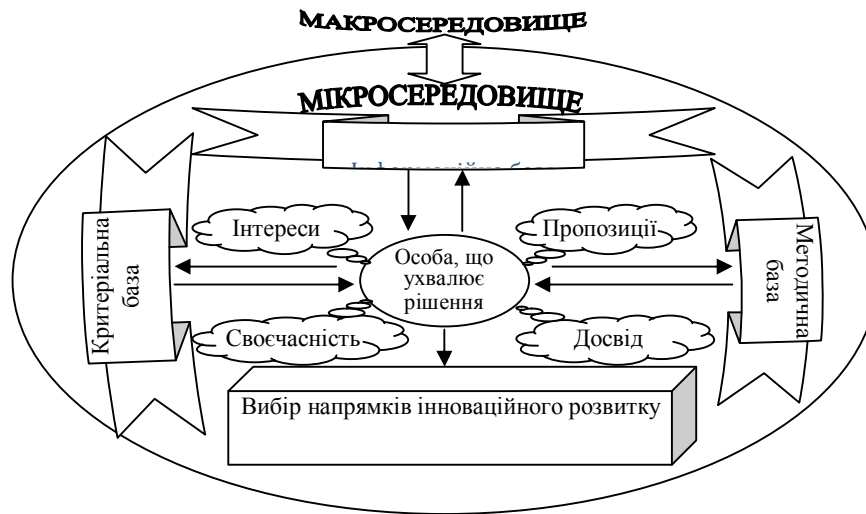 МАКРОСЕРЕДОВИЩЕ
МІКРОСЕРЕДОВИЩЕ
Інтереси
Пропозиції
Критеріальна
база
Особа, що
ухвалює
рішення
Методична
база
Своєчасність
Досвід
Вибір напрямків інноваційного розвитку